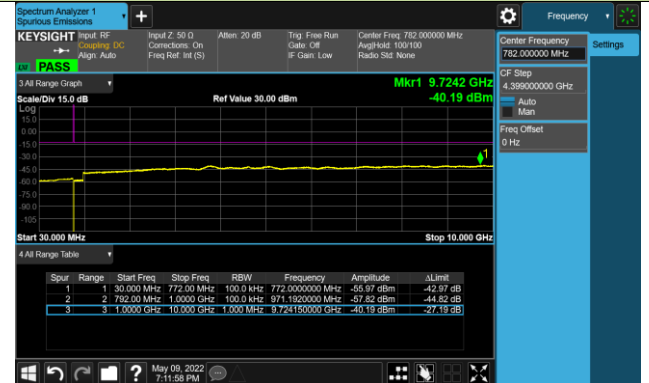 Spectrum Analyzer 1
Spurious Emissions
Frequency
KEYSIGHT
Input: RF
Coupling: DC
Align: Auto
Input Z: 50 Ω
Corrections: On
Freq Ref: Int (S)
Atten: 20 dB
Trig: Free Run
Gate: Off
IF Gain: Low
Center Freq: 782.000000 MHz
Avg|Hold: 100/100
Radio Std: None
PASS
Center Frequency
782.000000 MHz
Settings
CF Step
4.399000000 GHz
Auto
Man
Freq Offset
0 Hz
3 All Range Graph
Mkr1 9.7242 GHz
Scale/Div 15.0 dB
Ref Value 30.00 dBm
-40.19 dBm
Log
15.0
0.00
-15.0
-30.0
-45.0
-60.0
-75.0
-90.0
-105
1
Start 30.000 MHz
Stop 10.000 GHz
4 All Range Table
Spur Range Start Freq Stop Freq RBW Frequency Amplitude ΔLimit
1 1 30.000 MHz 772.00 MHz 100.0 kHz 772.0000000 MHz -55.97 dBm -42.97 dB
2 2 792.00 MHz 1.0000 GHz 100.0 kHz 971.1920000 MHz -57.82 dBm -44.82 dB
3 3 1.0000 GHz 10.000 GHz 1.000 MHz 9.724150000 GHz -40.19 dBm -27.19 dB
May 09, 2022
7:11:58 PM